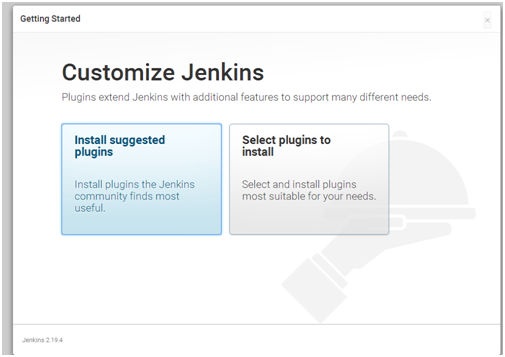 Getting Started
×
Customize Jenkins
Plugins extend Jenkins with additional features to support many different needs.
Install suggested
plugins
Install plugins the Jenkins
community finds most
useful.
Select plugins to
install
Select and install plugins
most suitable for your needs.
Jenkins 2.19.4